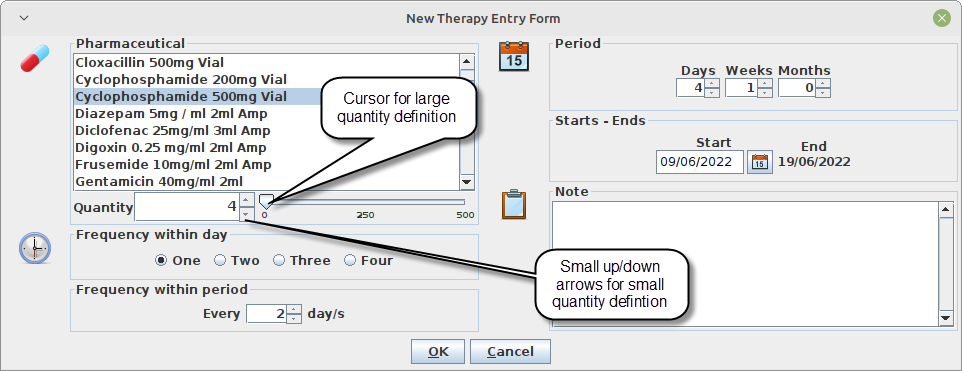 New Therapy Entry Form
Pharmaceutical
Cloxacillin 500mg Vial
Cyclophosphamide 200mg Vial
Cyclophosphamide 500mg Vial
Diazepam 5mg / ml 2ml Amp
Diclofenac 25mg/ml 3ml Amp
Digoxin 0.25 mg/ml 2ml Amp
Frusemide 10mg/ml 2ml Amp
Gentamicin 40mg/ml 2ml
Cursor for large
quantity definition
Quantity 4
0 250 500
Frequency within day
One Two Three Four
Frequency within period
Every 2 day/s
15
Period
Days Weeks Months
4 1 0
Starts - Ends
Start End
09/06/2022 15 19/06/2022
Note
Small up/down
arrows for small
quantity defintion
OK Cancel